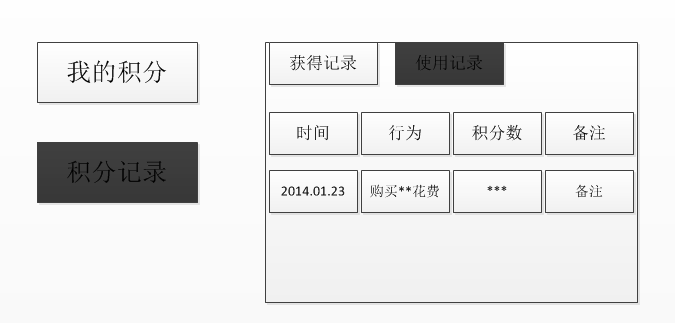 我的积分
积分记录
获得记录 使用记录
时间 行为 积分数 备注
2014.01.23 购买**花费 *** 备注